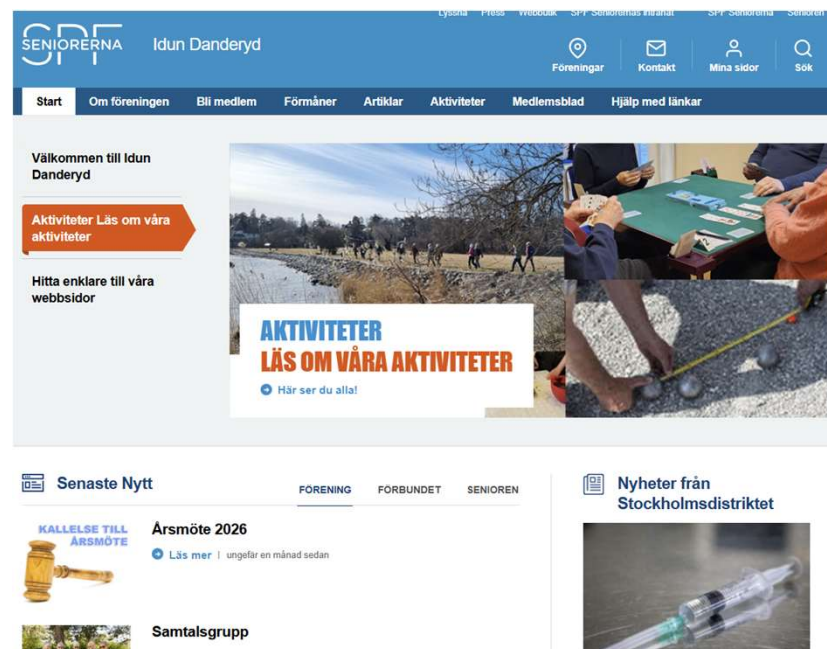 Lyssna Press Webbutik SPF Seniorernas intranät SPF Seniorerna Senioren
SPF
SENIORERNA
Idun Danderyd
Föreningar Kontakt Mina sidor Sök
Start Om föreningen Bli medlem Förmåner Artiklar Aktiviteter Medlemsblad Hjälp med länkar
Välkommen till Idun
Danderyd
Aktiviteter Läs om våra
aktiviteter
Hitta enklare till våra
webbsidor
AKTIVITETER
LÄS OM VÅRA AKTIVITETER
Här ser du alla!
Senaste Nytt
FÖRENING FÖRBUNDET SENIOREN
KALLELSE TILL
ÅRSMÖTE
Årsmöte 2026
Läs mer | ungefär en månad sedan
Samtalsgrupp
Nyheter från
Stockholmsdistriktet